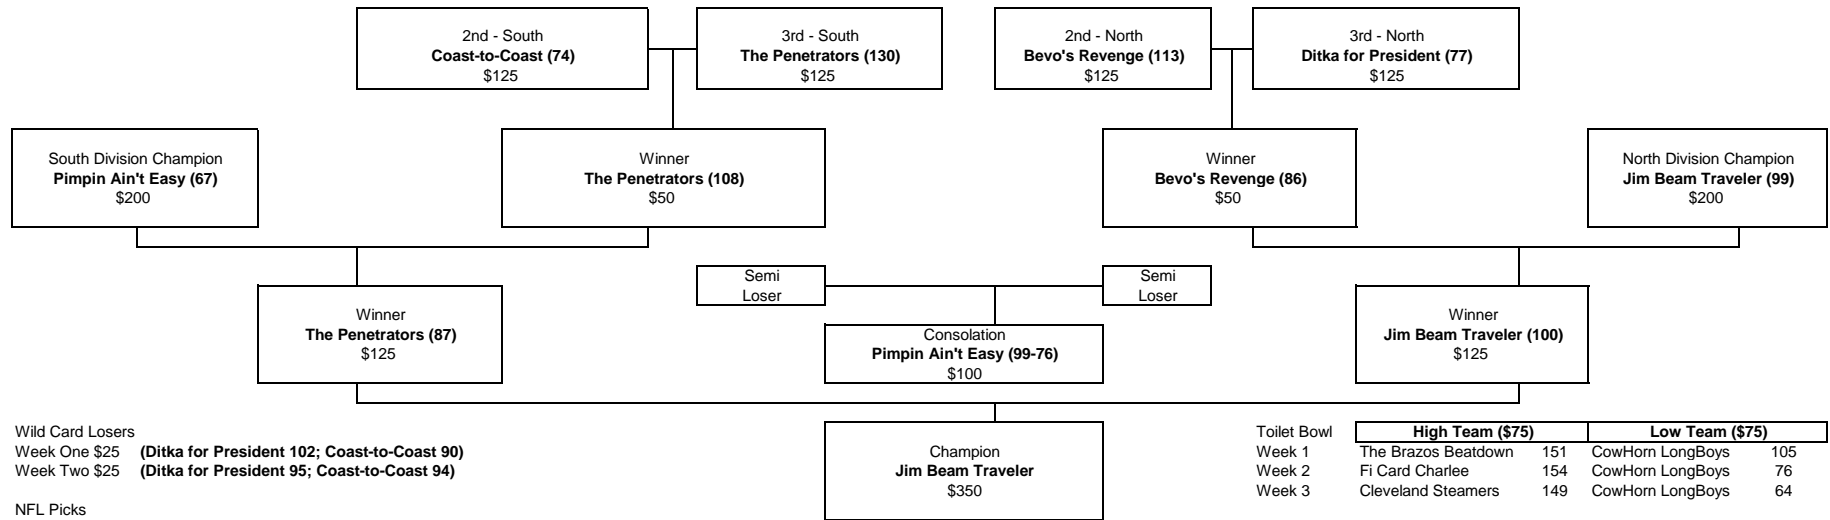 2nd - South
Coast-to-Coast (74)
$125
3rd - South
The Penetrators (130)
$125
2nd - North
Bevo's Revenge (113)
$125
3rd - North
Ditka for President (77)
$125
South Division Champion
Pimpin Ain't Easy (67)
$200
Winner
The Penetrators (108)
$50
Winner
Bevo's Revenge (86)
$50
North Division Champion
Jim Beam Traveler (99)
$200
Semi
Loser
Semi
Loser
Winner
The Penetrators (87)
$125
Consolation
Pimpin Ain't Easy (99-76)
$100
Winner
Jim Beam Traveler (100)
$125
Wild Card Losers
Week One $25 (Ditka for President 102; Coast-to-Coast 90)
Week Two $25 (Ditka for President 95; Coast-to-Coast 94)
NFL Picks
Champion
Jim Beam Traveler
$350
Toilet Bowl High Team ($75) Low Team ($75)
Week 1 The Brazos Beatdown 151 CowHorn LongBoys 105
Week 2 Fi Card Charlee 154 CowHorn LongBoys 76
Week 3 Cleveland Steamers 149 CowHorn LongBoys 64